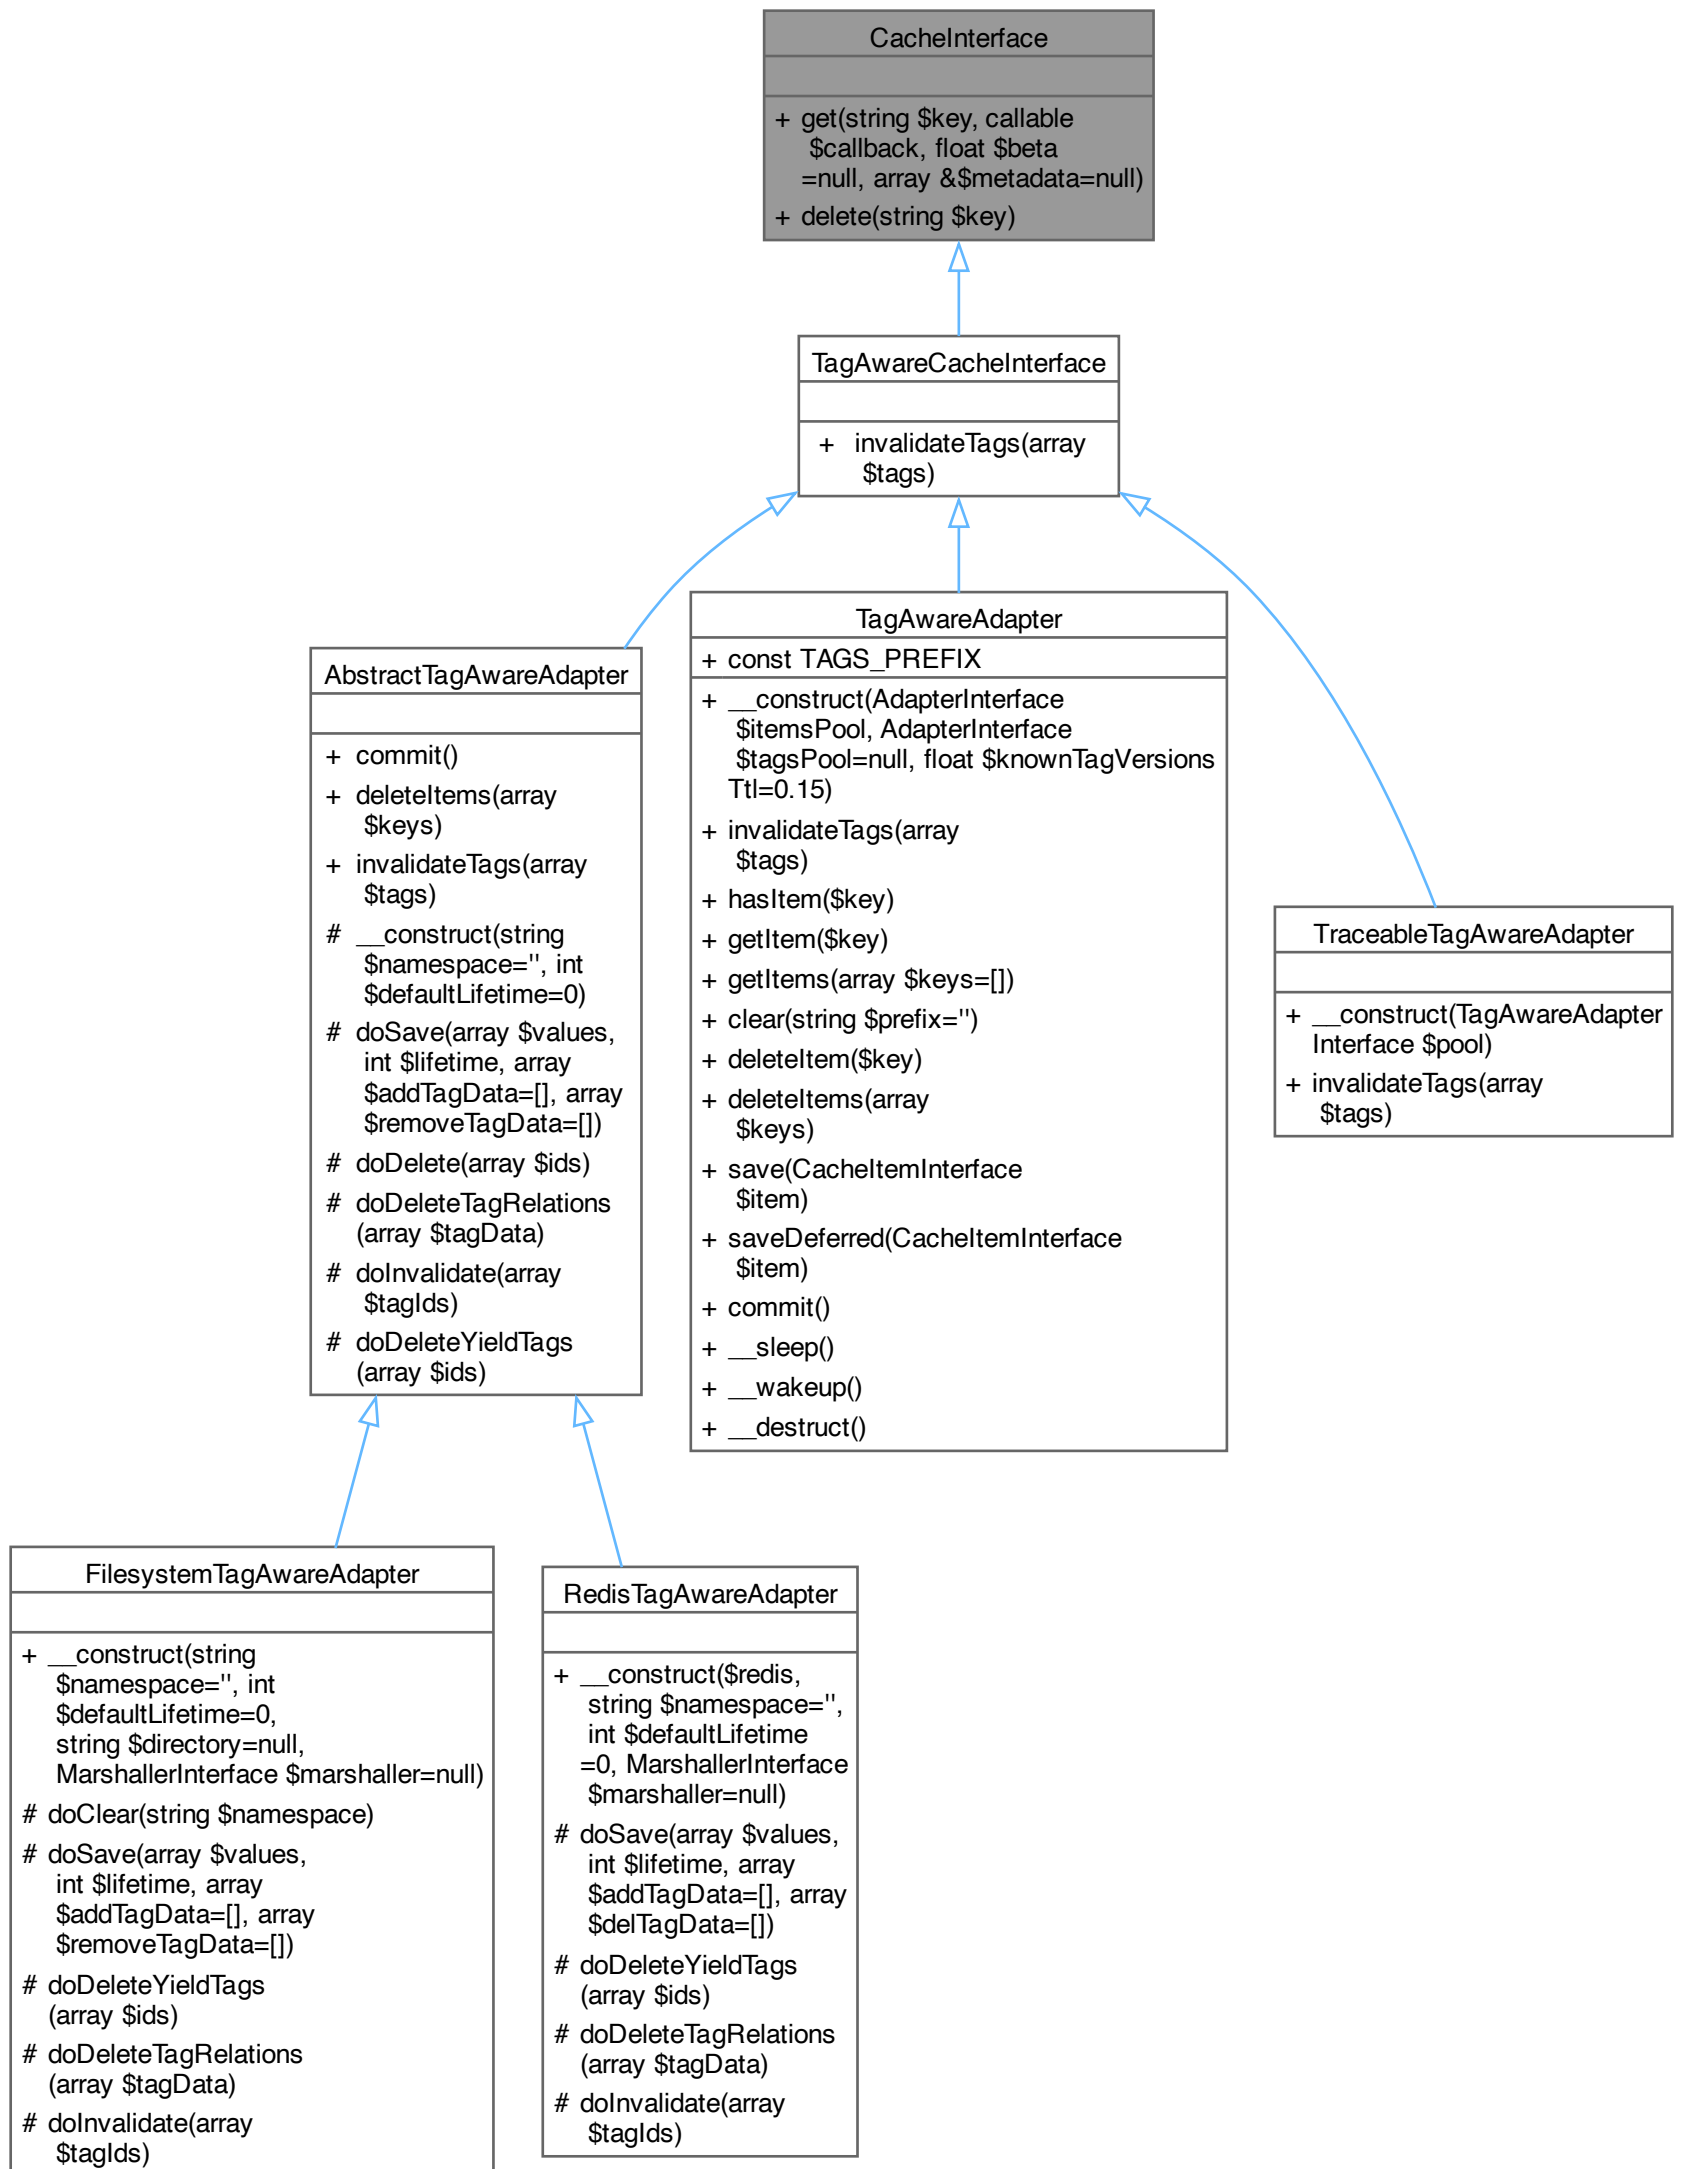 CacheInterface
+ get(string $key, callable
$callback, float $beta
=null, array &$metadata=null)
+ delete(string $key)
TagAwareCacheInterface
+ invalidateTags(array
$tags)
AbstractTagAwareAdapter
+ commit()
+ deleteItems(array
$keys)
+ invalidateTags(array
$tags)
# __construct(string
$namespace='', int
$defaultLifetime=0)
# doSave(array $values,
int $lifetime, array
$addTagData=[], array
$removeTagData=[])
# doDelete(array $ids)
# doDeleteTagRelations
(array $tagData)
# doInvalidate(array
$tagIds)
# doDeleteYieldTags
(array $ids)
TagAwareAdapter
+ const TAGS_PREFIX
+ __construct(AdapterInterface
$itemsPool, AdapterInterface
$tagsPool=null, float $knownTagVersions
Ttl=0.15)
+ invalidateTags(array
$tags)
+ hasItem($key)
+ getItem($key)
+ getItems(array $keys=[])
+ clear(string $prefix='')
+ deleteItem($key)
+ deleteItems(array
$keys)
+ save(CacheItemInterface
$item)
+ saveDeferred(CacheItemInterface
$item)
+ commit()
+ __sleep()
+ __wakeup()
+ __destruct()
TraceableTagAwareAdapter
+ __construct(TagAwareAdapter
Interface $pool)
+ invalidateTags(array
$tags)
FilesystemTagAwareAdapter
+ __construct(string
$namespace='', int
$defaultLifetime=0,
string $directory=null,
MarshallerInterface $marshaller=null)
# doClear(string $namespace)
# doSave(array $values,
int $lifetime, array
$addTagData=[], array
$removeTagData=[])
# doDeleteYieldTags
(array $ids)
# doDeleteTagRelations
(array $tagData)
# doInvalidate(array
$tagIds)
RedisTagAwareAdapter
+ __construct($redis,
string $namespace='',
int $defaultLifetime
=0, MarshallerInterface
$marshaller=null)
# doSave(array $values,
int $lifetime, array
$addTagData=[], array
$delTagData=[])
# doDeleteYieldTags
(array $ids)
# doDeleteTagRelations
(array $tagData)
# doInvalidate(array
$tagIds)